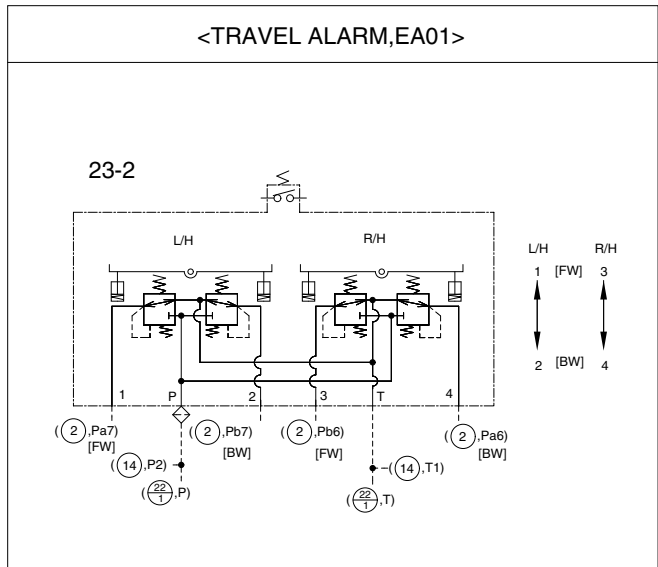 <TRAVEL ALARM,EA01>
23-2
L/H
R/H
L/H R/H
1 [FW] 3
2 [BW] 4
1 P 2 3 T 4
(2,Pa7)
[FW]
(2,Pb7)
[BW]
(2,Pb6)
[FW]
(2,Pa6)
[BW]
(14,P2)
(14,T1)
(22/1,P)
(22/1,T)